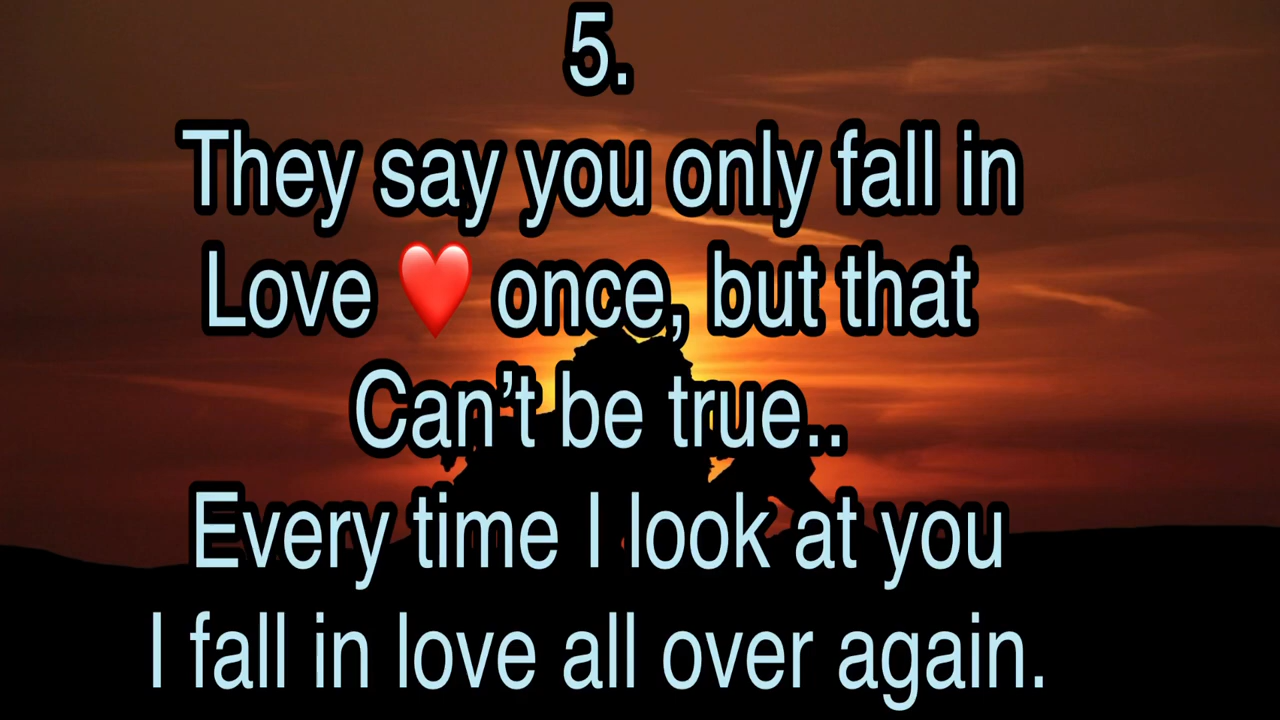 5.
They say you only fall in
Love ❤️ once, but that
Can’t be true..
Every time I look at you
I fall in love all over again.